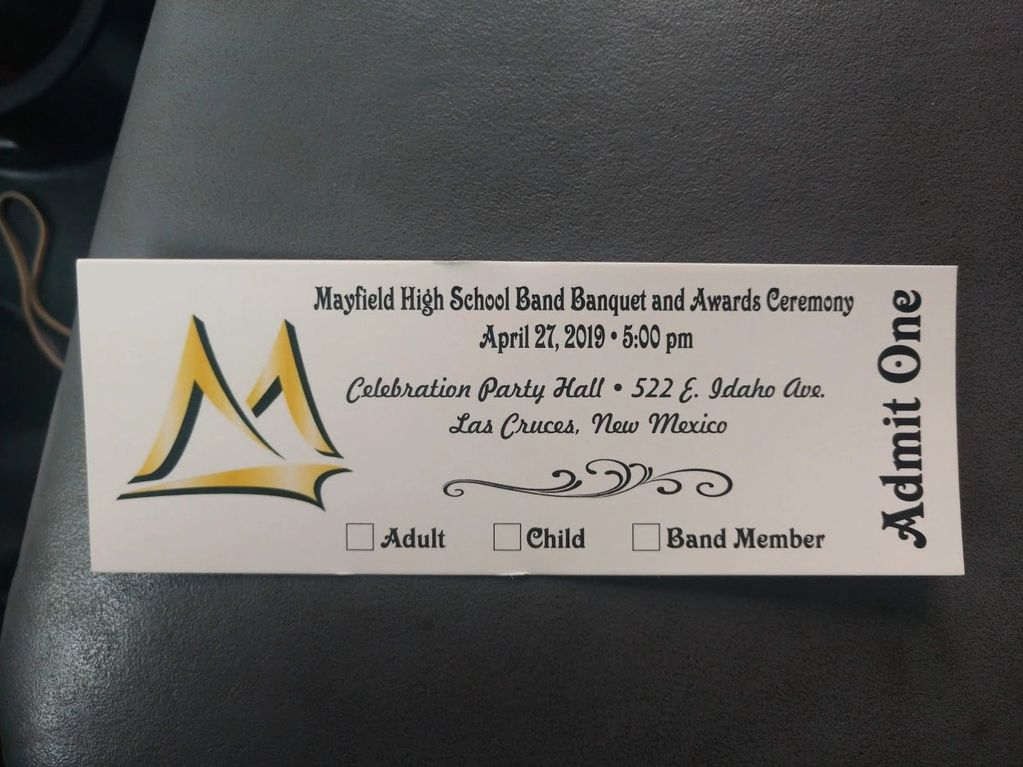 Mayfield High School Band Banquet and Awards Ceremony
April 27, 2019 • 5:00 pm
Celebration Party Hall • 522 E. Idaho Ave.
Las Cruces, New Mexico
Adult Child Band Member
Admit One